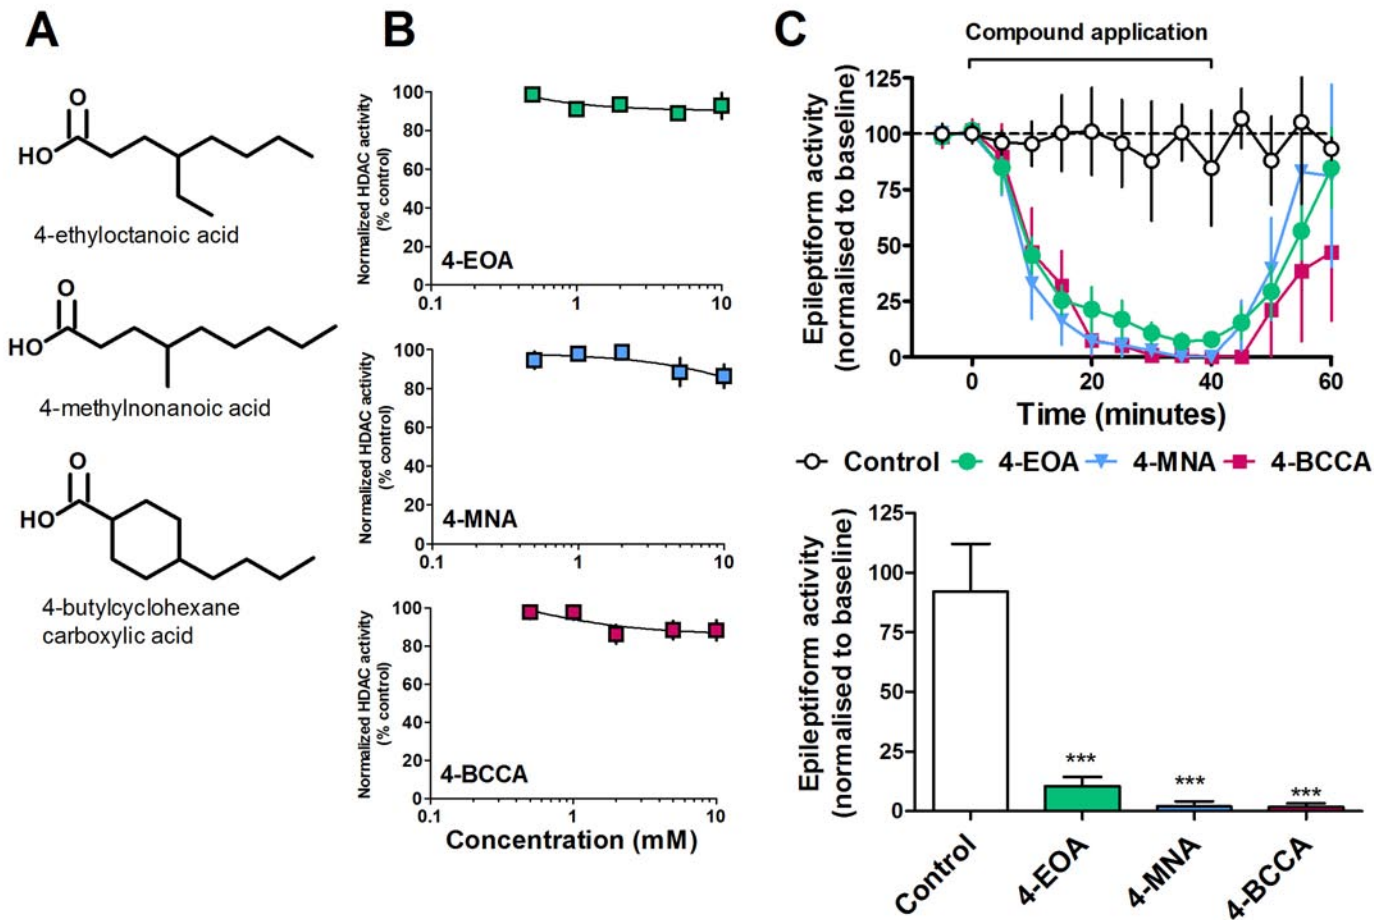 A
O
HO
4-ethyloctanoic acid
O
HO
4-methylnonanoic acid
O
HO
4-butylcyclohexane
carboxylic acid
B
Normalized HDAC activity
(% control)
100
80
60
40
20
0
4-EOA
0.1
1
10
Normalized HDAC activity
(% control)
100
80
60
40
20
0
4-MNA
0.1
1
10
Normalized HDAC activity
(% control)
100
80
60
40
20
0
4-BCCA
0.1
1
10
Concentration (mM)
C
Compound application
Epileptiform activity
(normalised to baseline)
125
100
75
50
25
0
0
20
40
60
Time (minutes)
Control
4-EOA
4-MNA
4-BCCA
Epileptiform activity
(normalised to baseline)
125
100
75
50
25
0
***
***
***
Control
4-EOA
4-MNA
4-BCCA